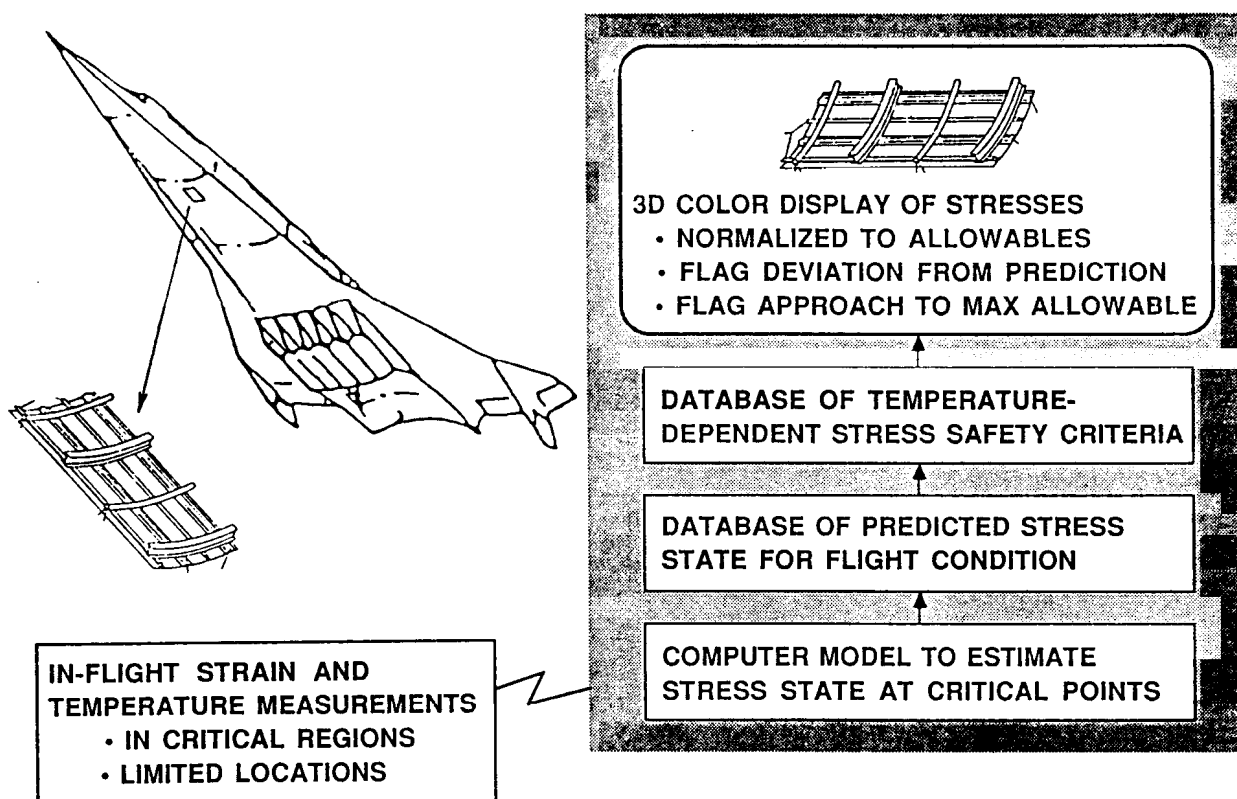 3D COLOR DISPLAY OF STRESSES
• NORMALIZED TO ALLOWABLES
• FLAG DEVIATION FROM PREDICTION
• FLAG APPROACH TO MAX ALLOWABLE
DATABASE OF TEMPERATURE-
DEPENDENT STRESS SAFETY CRITERIA
DATABASE OF PREDICTED STRESS
STATE FOR FLIGHT CONDITION
COMPUTER MODEL TO ESTIMATE
STRESS STATE AT CRITICAL POINTS
IN-FLIGHT STRAIN AND
TEMPERATURE MEASUREMENTS
• IN CRITICAL REGIONS
• LIMITED LOCATIONS